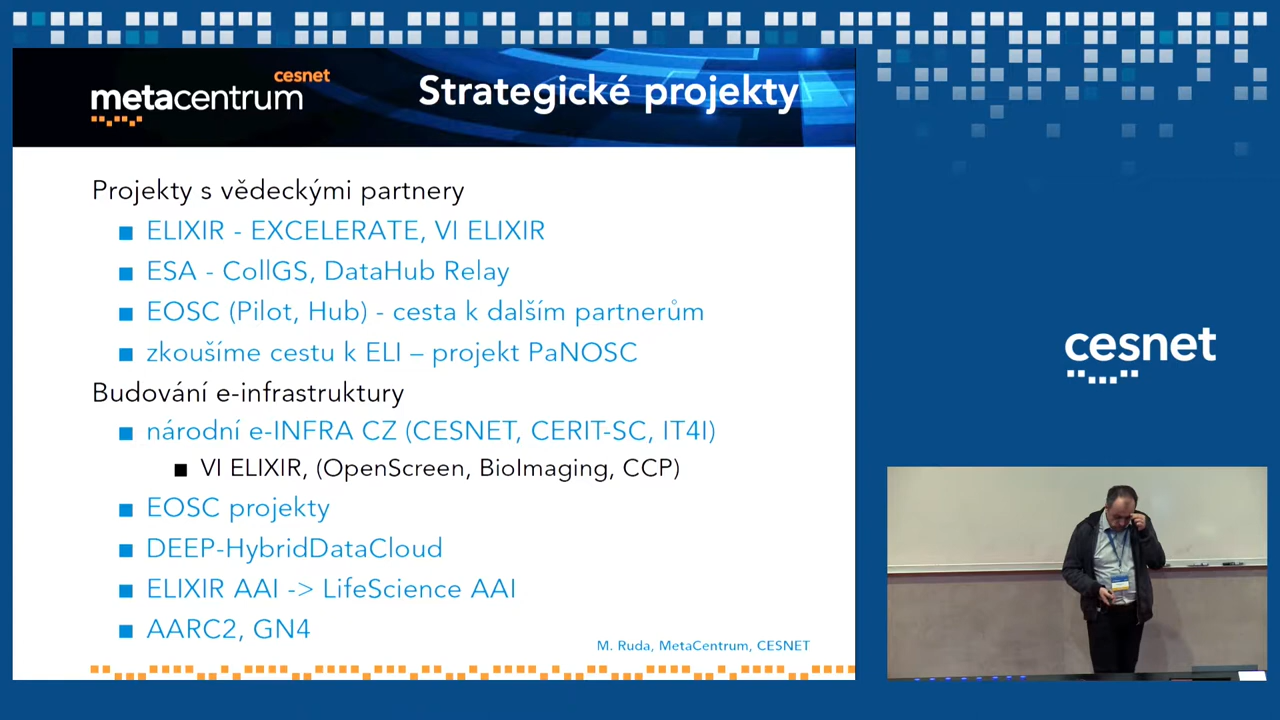 cesnet
metacentrum
Strategické projekty
Projekty s vědeckými partnery
ELIXIR - EXCELERATE, VI ELIXIR
ESA - CollGS, DataHub Relay
EOSC (Pilot, Hub) - cesta k dalším partnerům
zkoušíme cestu k ELI – projekt PaNOSC
Budování e-infrastruktury
národní e-INFRA CZ (CESNET, CERIT-SC, IT4I)
VI ELIXIR, (OpenScreen, BioImaging, CCP)
EOSC projekty
DEEP-HybridDataCloud
ELIXIR AAI -> LifeScience AAI
AARC2, GN4
M. Ruda, MetaCentrum, CESNET
cesnet